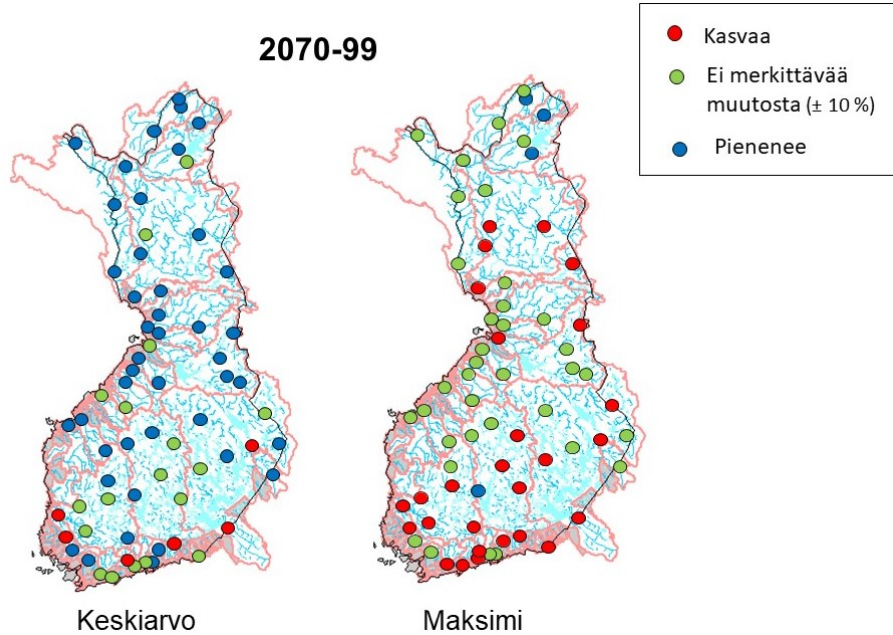 2070-99
Kasvaa
Ei merkittävää
muutosta (± 10 %)
Pienenee
Keskiarvo
Maksimi